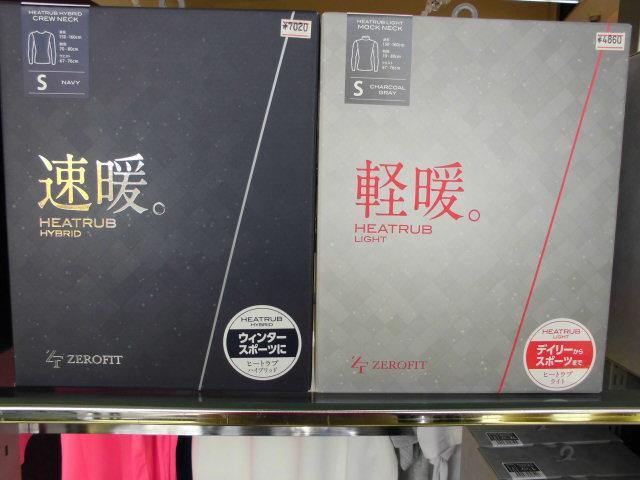 HEATRUB HYBRID
CREW NECK
S
NAVY
¥7020
速暖。
HEATRUB
HYBRID
HEATRUB
HYBRID
ウィンター
スポーツに
ヒートラブ
ハイブリッド
ZEROFIT
HEATRUB LIGHT
MOCK NECK
S
CHARCOAL
GRAY
¥4860
軽暖。
HEATRUB
LIGHT
HEATRUB
LIGHT
デイリーから
スポーツまで
ヒートラブ
ライト
ZEROFIT